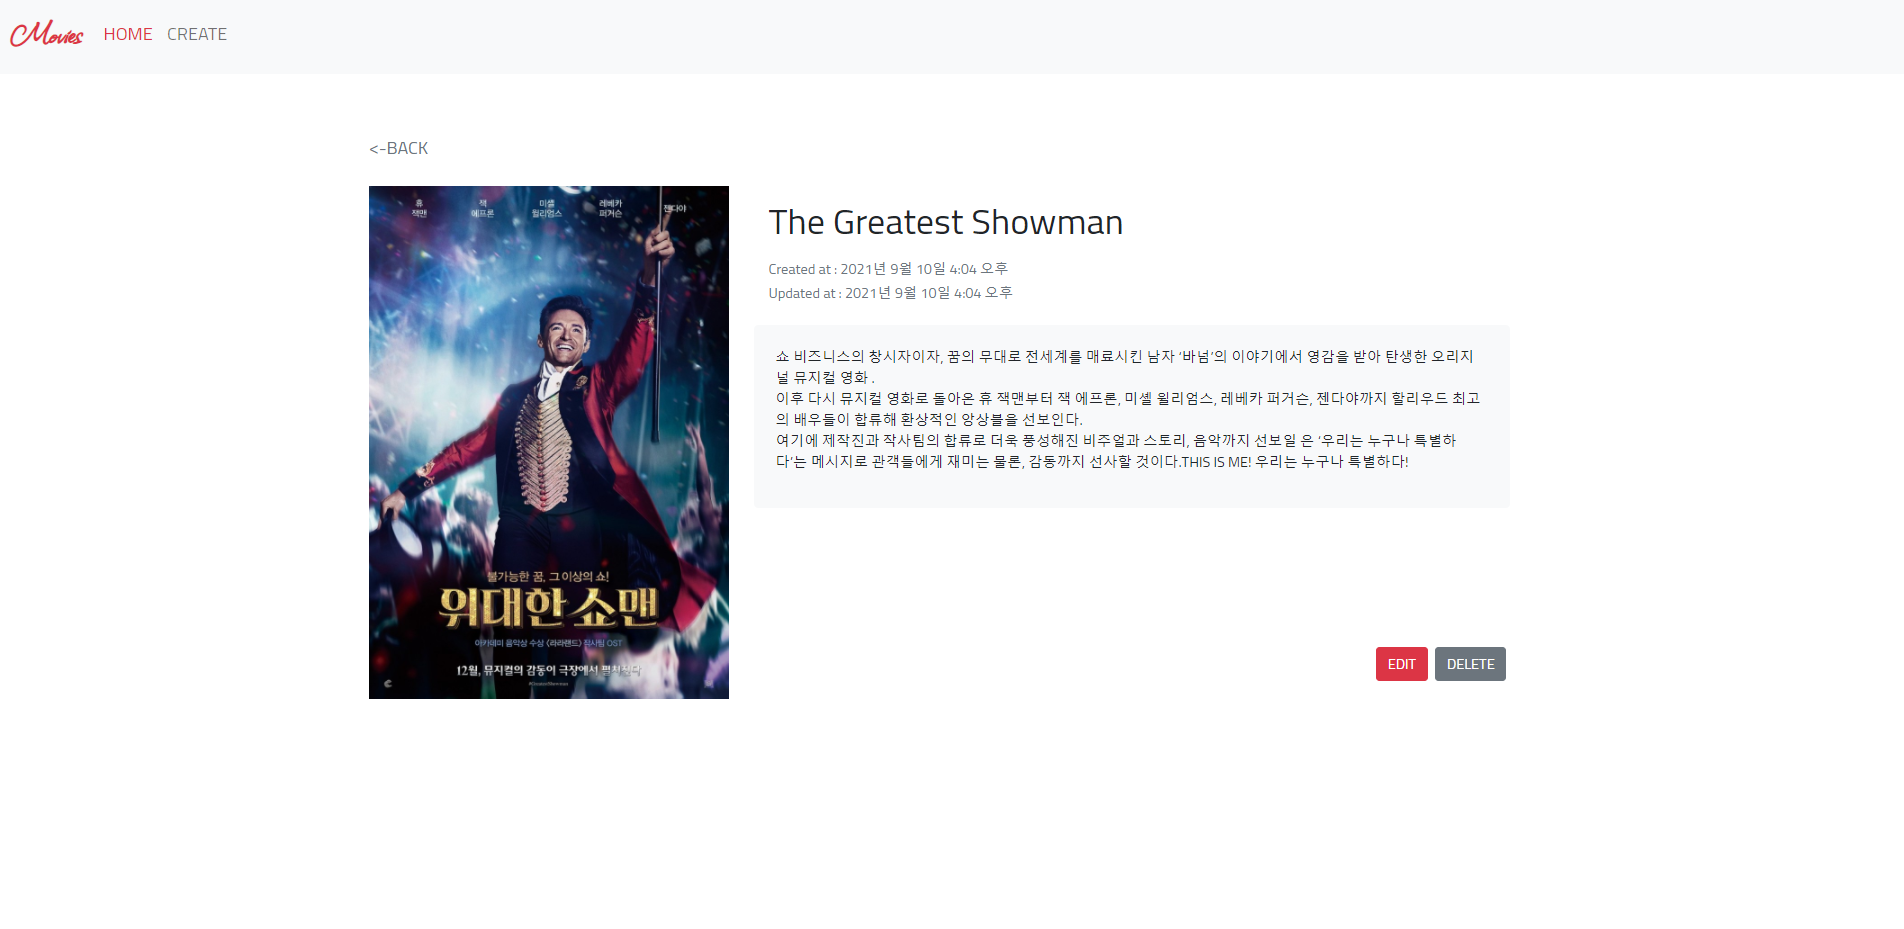 Movies HOME CREATE
<-BACK
휴 잭 미셸 레베카 젠다야
잭맨 에프론 윌리엄스 퍼거슨
불가능한 꿈, 그 이상의 쇼!
위대한 쇼맨
아카데미 음악상 수상 <라라랜드> 작사팀 OST
12월, 뮤지컬의 감동이 극장에서 펼쳐진다
The Greatest Showman
Created at : 2021년 9월 10일 4:04 오후
Updated at : 2021년 9월 10일 4:04 오후
쇼 비즈니스의 창시자이자, 꿈의 무대로 전세계를 매료시킨 남자 ‘바넘’의 이야기에서 영감을 받아 탄생한 오리지
널 뮤지컬 영화 .
이후 다시 뮤지컬 영화로 돌아온 휴 잭맨부터 잭 에프론, 미셸 윌리엄스, 레베카 퍼거슨, 젠다야까지 할리우드 최고
의 배우들이 합류해 환상적인 앙상블을 선보인다.
여기에 제작진과 작사팀의 합류로 더욱 풍성해진 비주얼과 스토리, 음악까지 선보일 은 ‘우리는 누구나 특별하
다’는 메시지로 관객들에게 재미는 물론, 감동까지 선사할 것이다.THIS IS ME! 우리는 누구나 특별하다!
EDIT DELETE